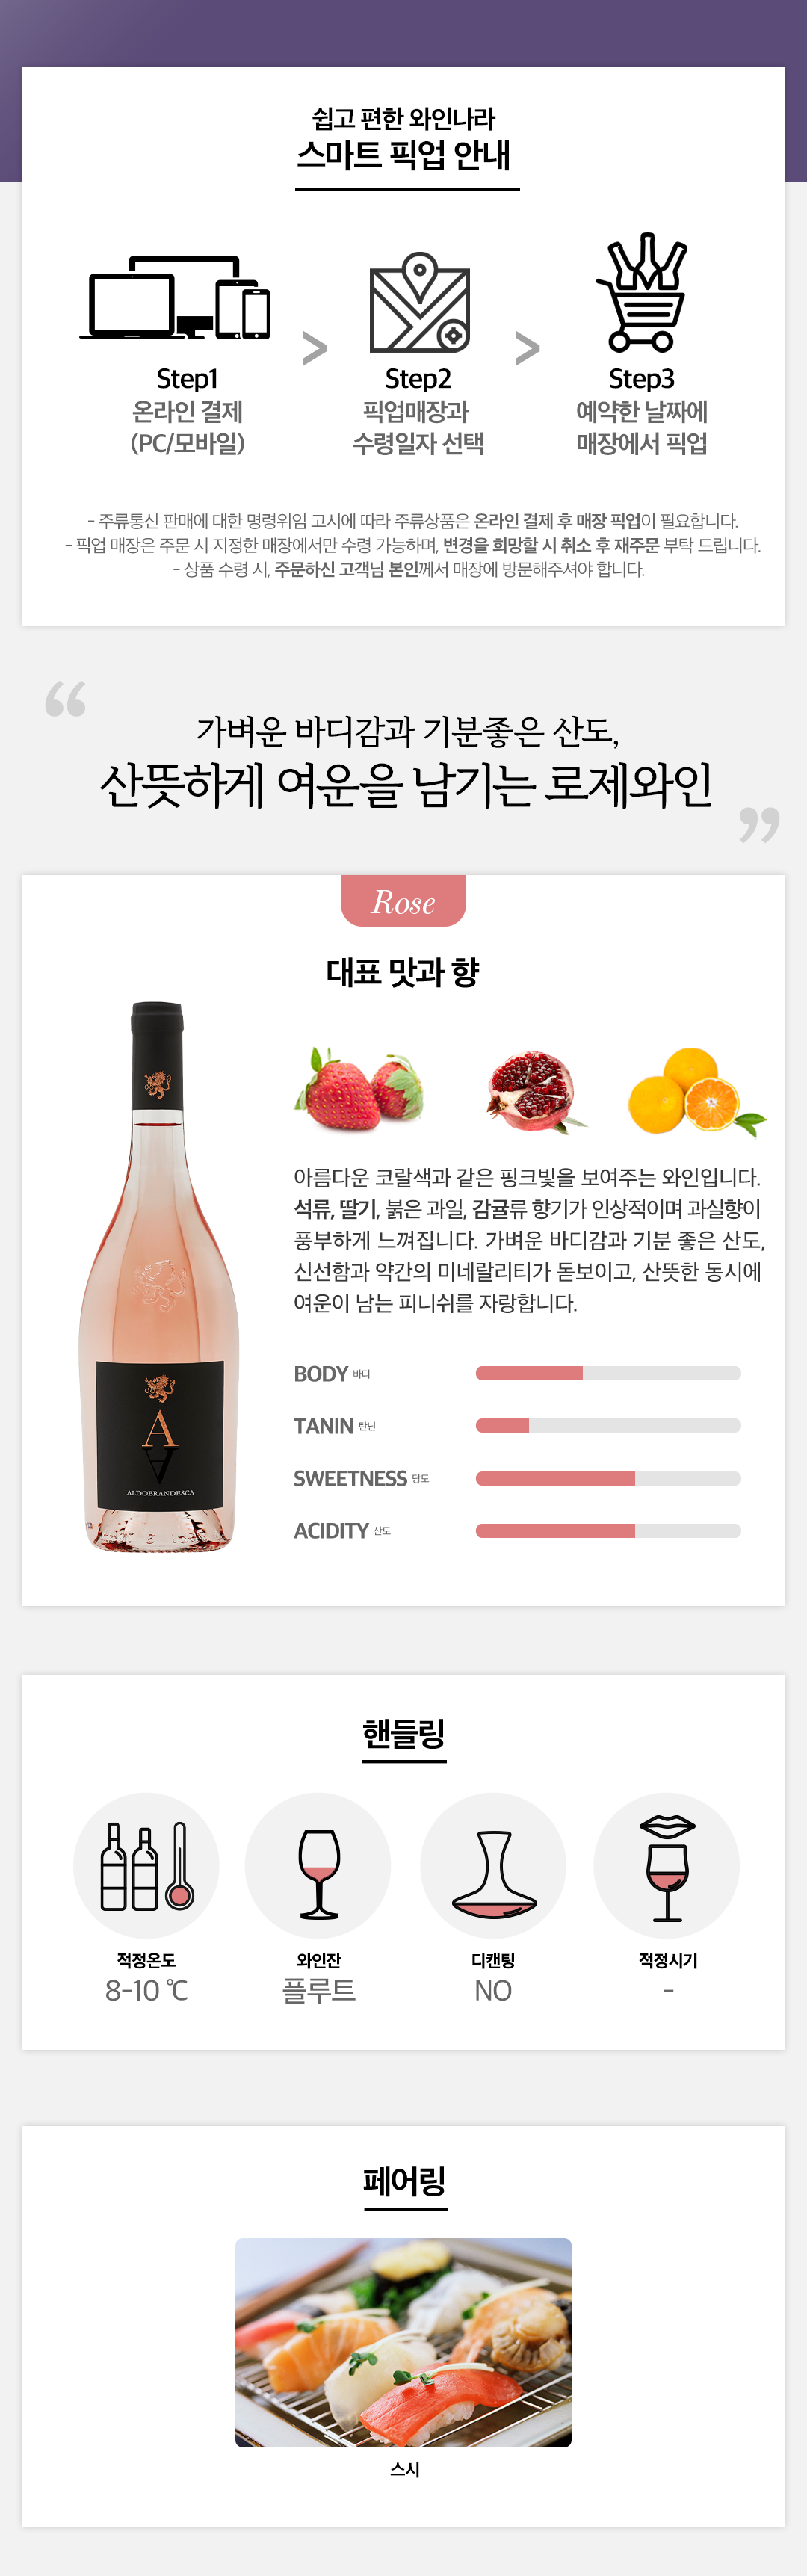 쉽고 편한 와인나라
스마트 픽업 안내
Step1
온라인 결제
(PC/모바일)
>
Step2
픽업매장과
수령일자 선택
>
Step3
예약한 날짜에
매장에서 픽업
- 주류통신 판매에 대한 명령위임 고시에 따라 주류상품은 온라인 결제 후 매장 픽업이 필요합니다.
- 픽업 매장은 주문 시 지정한 매장에서만 수령 가능하며, 변경을 희망할 시 취소 후 재주문 부탁 드립니다.
- 상품 수령 시, 주문하신 고객님 본인께서 매장에 방문해주셔야 합니다.
“
가벼운 바디감과 기분좋은 산도,
산뜻하게 여운을 남기는 로제와인
”
Rose
대표 맛과 향
아름다운 코랄색과 같은 핑크빛을 보여주는 와인입니다.
석류, 딸기, 붉은 과일, 감귤류 향기가 인상적이며 과실향이
풍부하게 느껴집니다. 가벼운 바디감과 기분 좋은 산도,
신선함과 약간의 미네랄리티가 돋보이고, 산뜻한 동시에
여운이 남는 피니쉬를 자랑합니다.
A
A
ALDOBRANDESCA
BODY 바디
TANIN 탄닌
SWEETNESS 당도
ACIDITY 산도
핸들링
적정온도
8-10 ℃
와인잔
플루트
디캔팅
NO
적정시기
-
페어링
스시